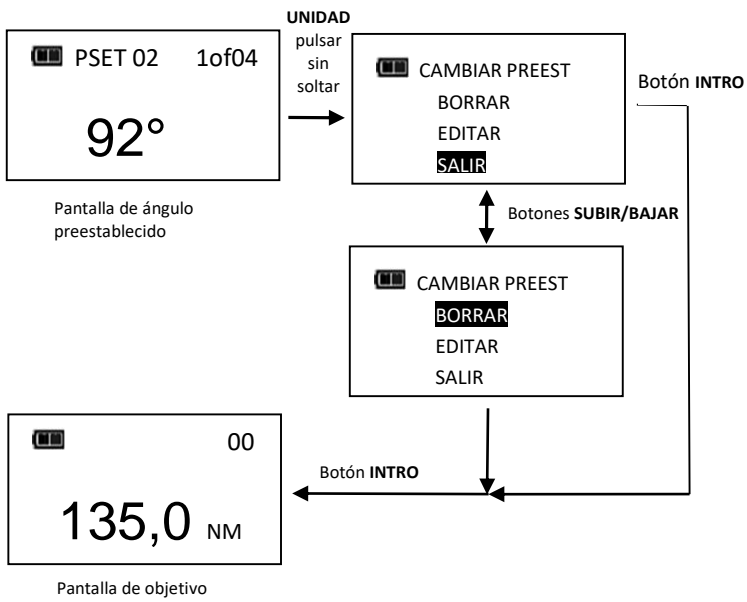 UNIDAD
pulsar
sin
soltar
PSET 02 1of04
92°
Pantalla de ángulo
preestablecido
CAMBIAR PREEST
BORRAR
EDITAR
SALIR
Botón INTRO
Botones SUBIR/BAJAR
CAMBIAR PREEST
BORRAR
EDITAR
SALIR
00
135,0 NM
Botón INTRO
Pantalla de objetivo